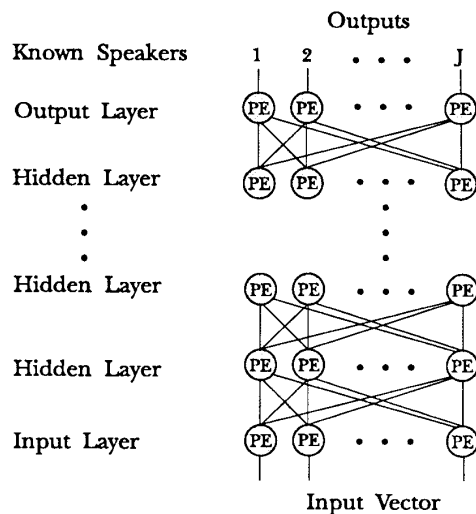 Outputs
Known Speakers 1 2 . . . J
Output Layer PE PE . . . PE
Hidden Layer PE PE . . . PE
Hidden Layer PE PE . . . PE
Hidden Layer PE PE . . . PE
Input Layer PE PE . . . PE
Input Vector